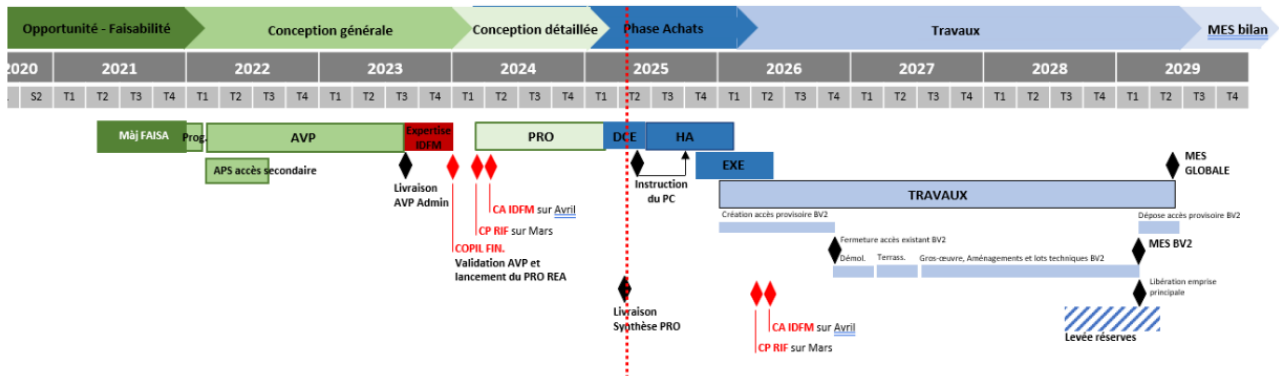 Opportunité - Faisabilité
Conception générale
Conception détaillée
Phase Achats
Travaux
MES bilan
2020 2021 2022 2023 2024 2025 2026 2027 2028 2029
S2 T1 T2 T3 T4 T1 T2 T3 T4 T1 T2 T3 T4 T1 T2 T3 T4 T1 T2 T3 T4 T1 T2 T3 T4 T1 T2 T3 T4 T1 T2 T3 T4 T1 T2 T3 T4
Màj FAISA
Prog.
AVP
Expertise
IDFM
PRO
DCE
HA
APS accès secondaire
EXE
Livraison
AVP Admin
Instruction
du PC
MES
GLOBALE
TRAVAUX
CA IDFM sur Avril
CP RIF sur Mars
COPIL FIN.
Validation AVP et
lancement du PRO REA
Création accès provisoire BV2
Dépose accès provisoire BV2
Fermeture accès existant BV2
MES BV2
Démol.
Terrass.
Gros-œuvre, Aménagements et lots techniques BV2
Libération emprise
principale
Livraison
Synthèse PRO
CA IDFM sur Avril
CP RIF sur Mars
Levée réserves